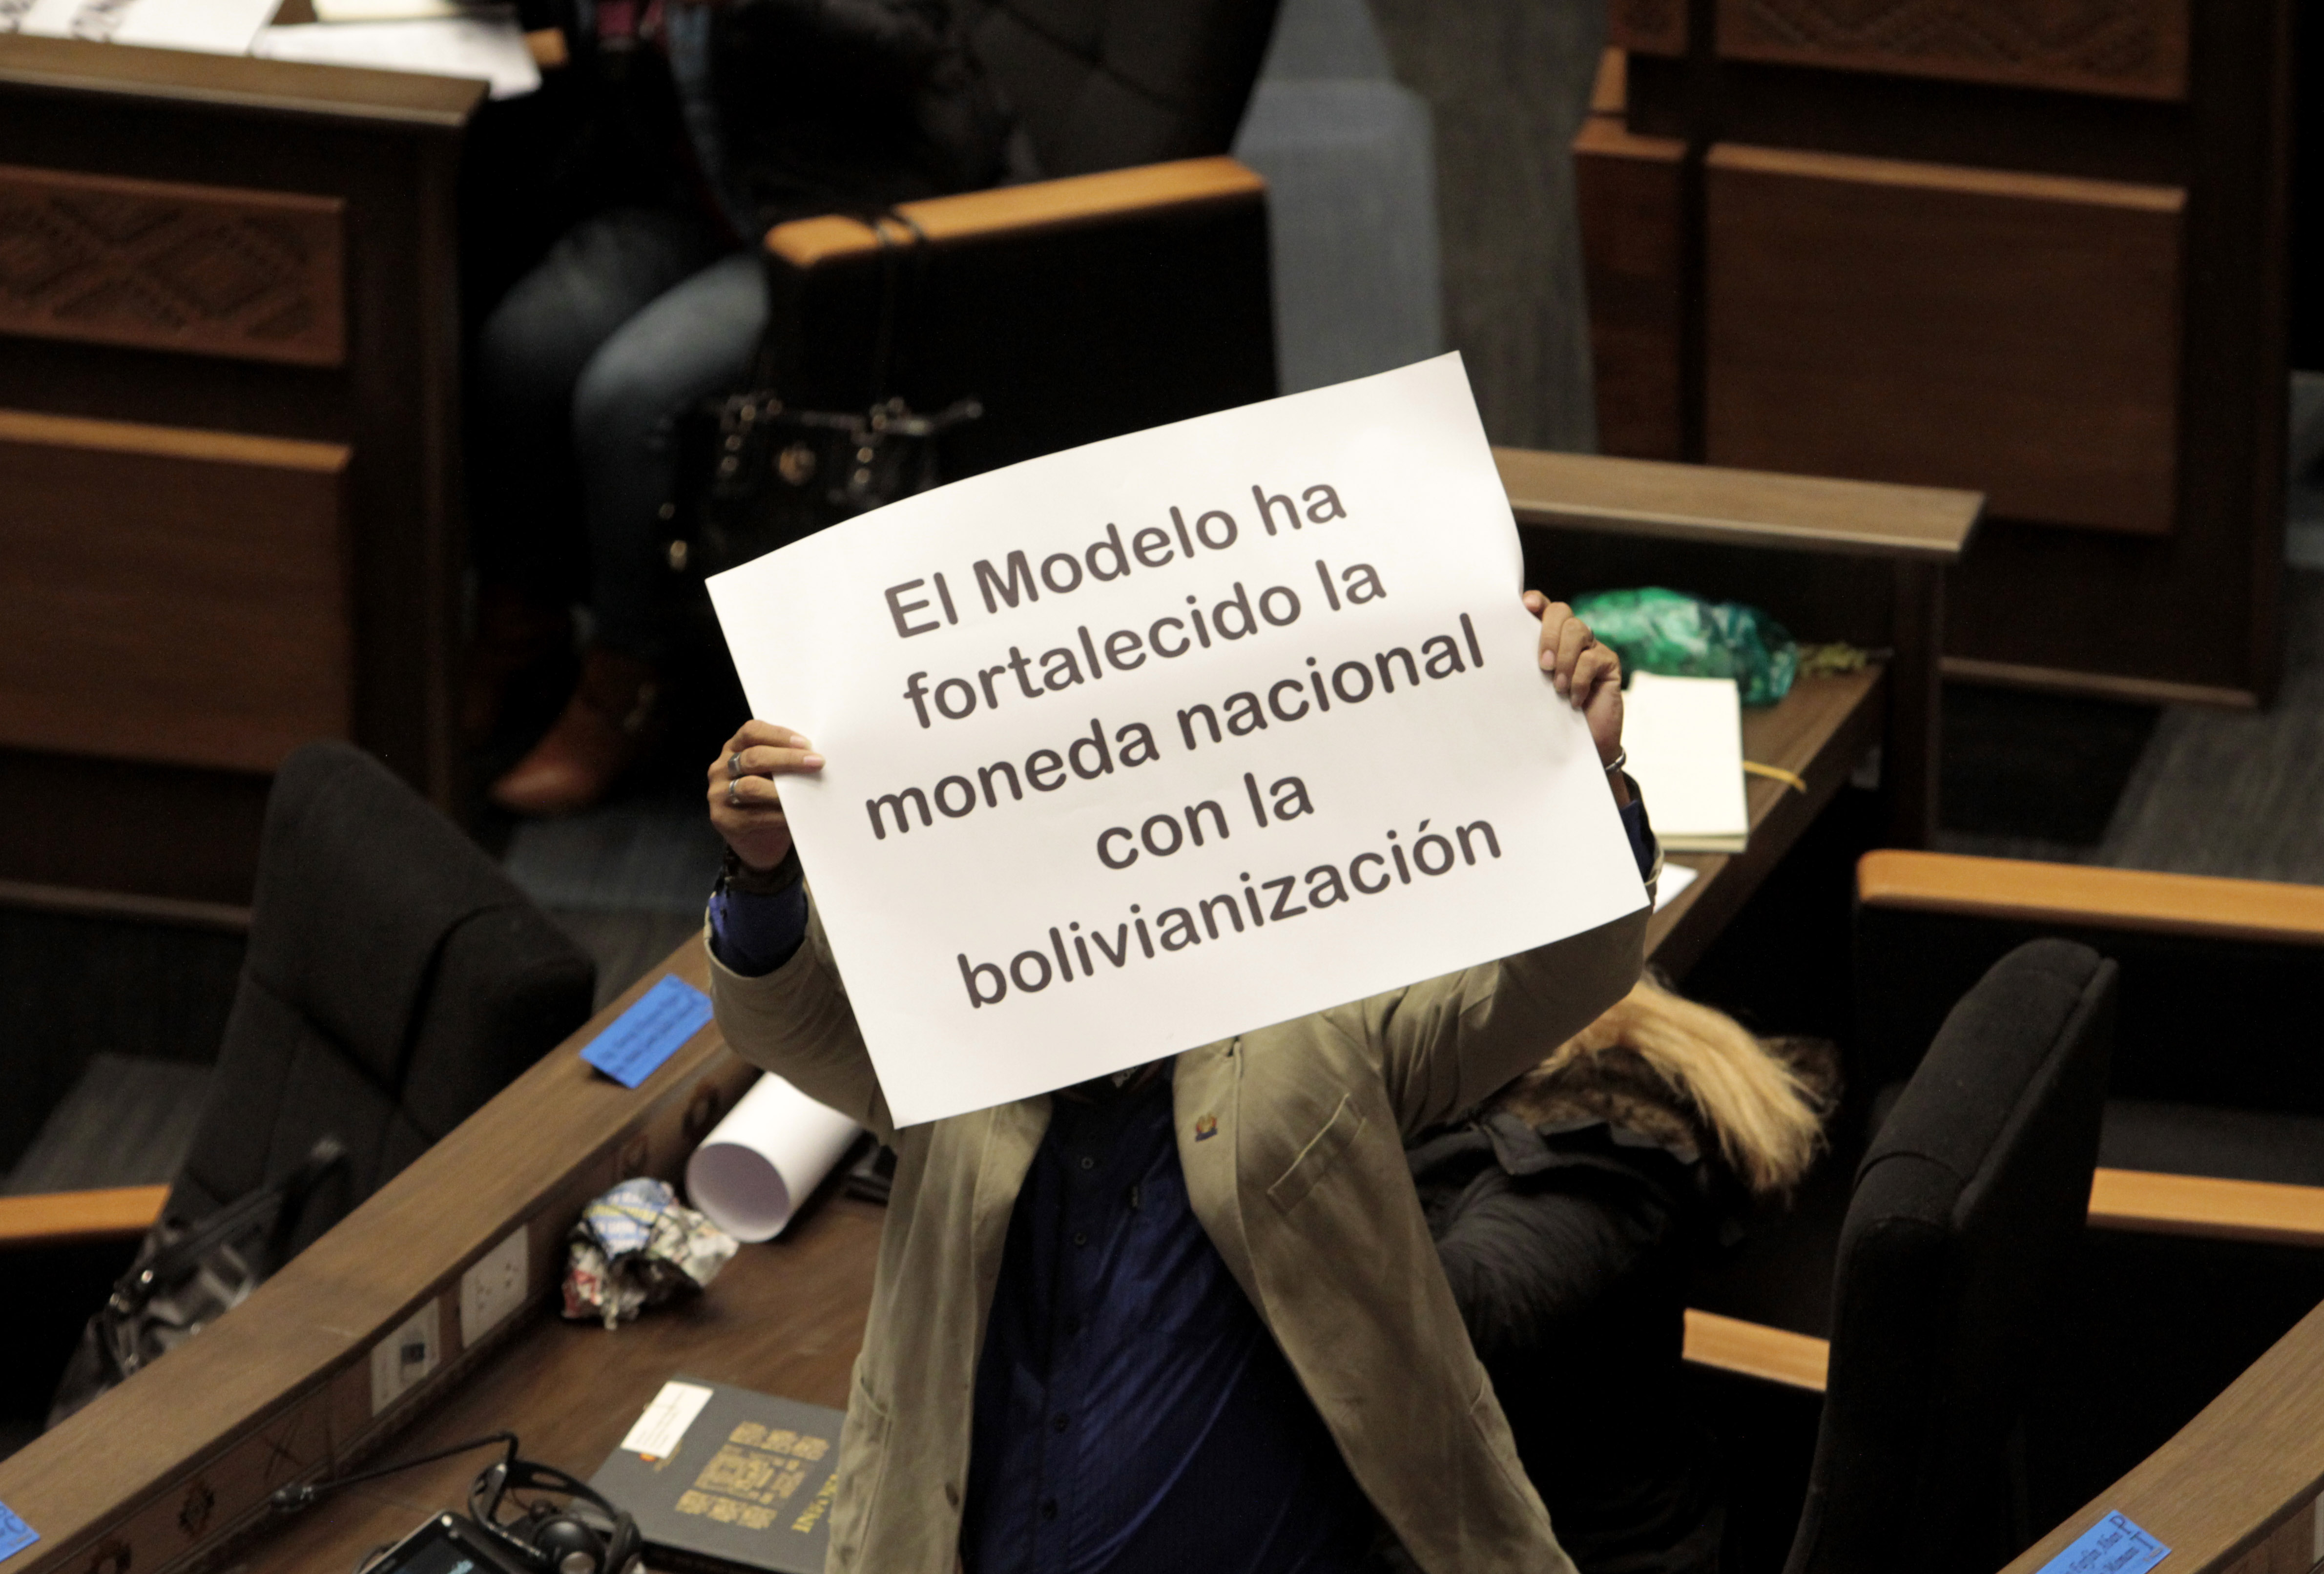 El Modelo ha
fortalecido la
moneda nacional
con la
bolivianización